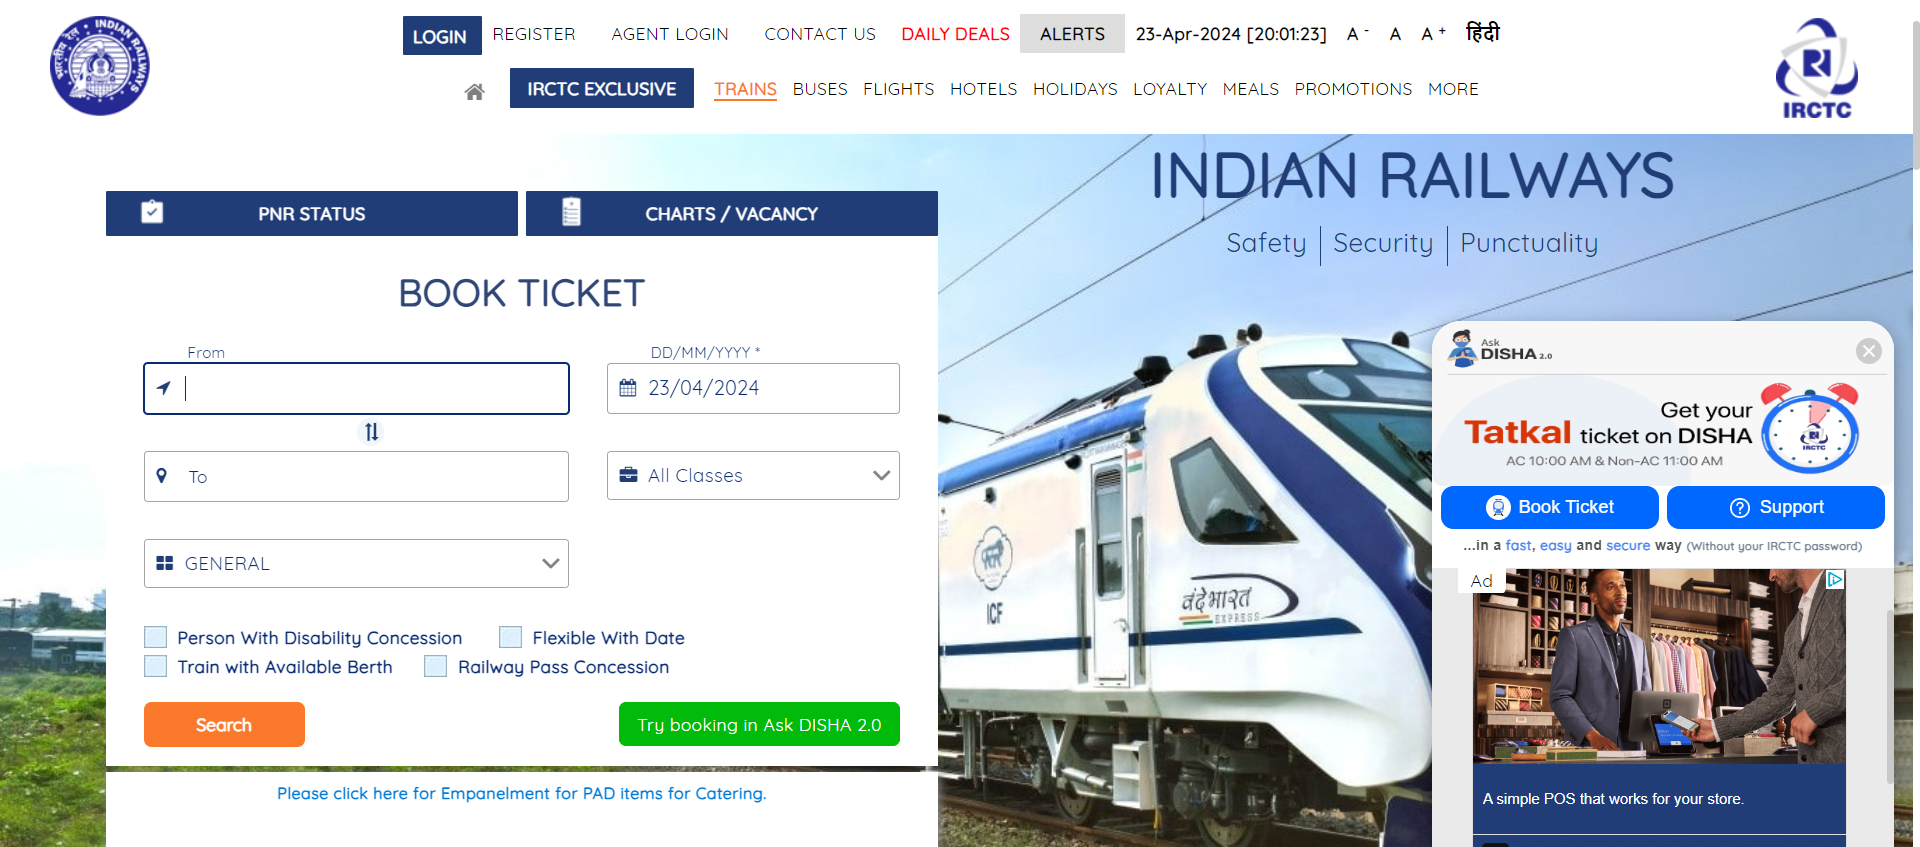 LOGIN REGISTER AGENT LOGIN CONTACT US DAILY DEALS ALERTS 23-Apr-2024 [20:01:23] A - A A + हिंदी
IRCTC EXCLUSIVE TRAINS BUSES FLIGHTS HOTELS HOLIDAYS LOYALTY MEALS PROMOTIONS MORE
INDIAN RAILWAYS
भारतीय रेल
IRCTC
INDIAN RAILWAYS
Safety | Security | Punctuality
PNR STATUS
CHARTS / VACANCY
BOOK TICKET
From
DD/MM/YYYY *
23/04/2024
To
All Classes
GENERAL
Person With Disability Concession
Flexible With Date
Train with Available Berth
Railway Pass Concession
Search
Try booking in Ask DISHA 2.0
Please click here for Empanelment for PAD items for Catering.
ICF
वंदे भारत
EXPRESS
Ask
DISHA 2.0
Get your
Tatkal ticket on DISHA
AC 10:00 AM & Non-AC 11:00 AM
IRCTC
Book Ticket
Support
...in a fast, easy and secure way (Without your IRCTC password)
Ad
A simple POS that works for your store.